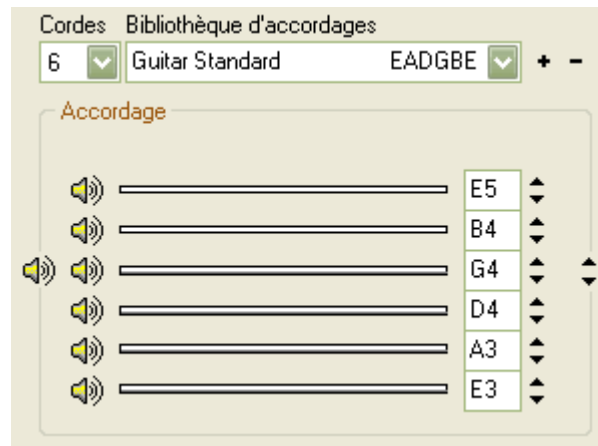 Cordes Bibliothèque d'accordages
6 Guitar Standard EADGBE + -
Accordage
E5
B4
G4
D4
A3
E3